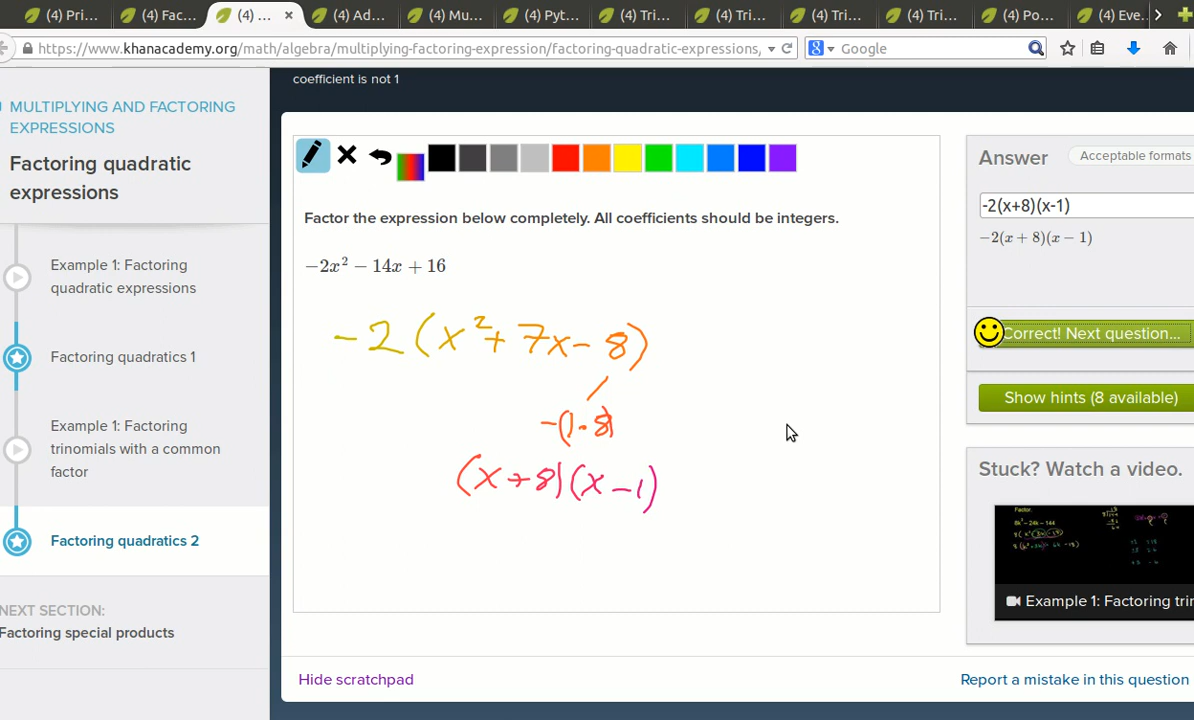 (4) Pri...
(4) Fac...
(4) ...
(4) Ad...
(4) Mu...
(4) Pyt...
(4) Tri...
(4) Tri...
(4) Tri...
(4) Tri...
(4) Po...
(4) Eve...
https://www.khanacademy.org/math/algebra/multiplying-factoring-expression/factoring-quadratic-expressions,
Google
MULTIPLYING AND FACTORING
EXPRESSIONS
Factoring quadratic
expressions
Example 1: Factoring
quadratic expressions
Factoring quadratics 1
Example 1: Factoring
trinomials with a common
factor
Factoring quadratics 2
NEXT SECTION:
Factoring special products
coefficient is not 1
Factor the expression below completely. All coefficients should be integers.
−2x² − 14x + 16
-2(x²+7x-8)
-(1·8)
(x+8)(x-1)
Hide scratchpad
Answer
Acceptable formats
-2(x+8)(x-1)
−2(x + 8)(x − 1)
Correct! Next question...
Show hints (8 available)
Stuck? Watch a video.
Factor.
Example 1: Factoring trin
Report a mistake in this question